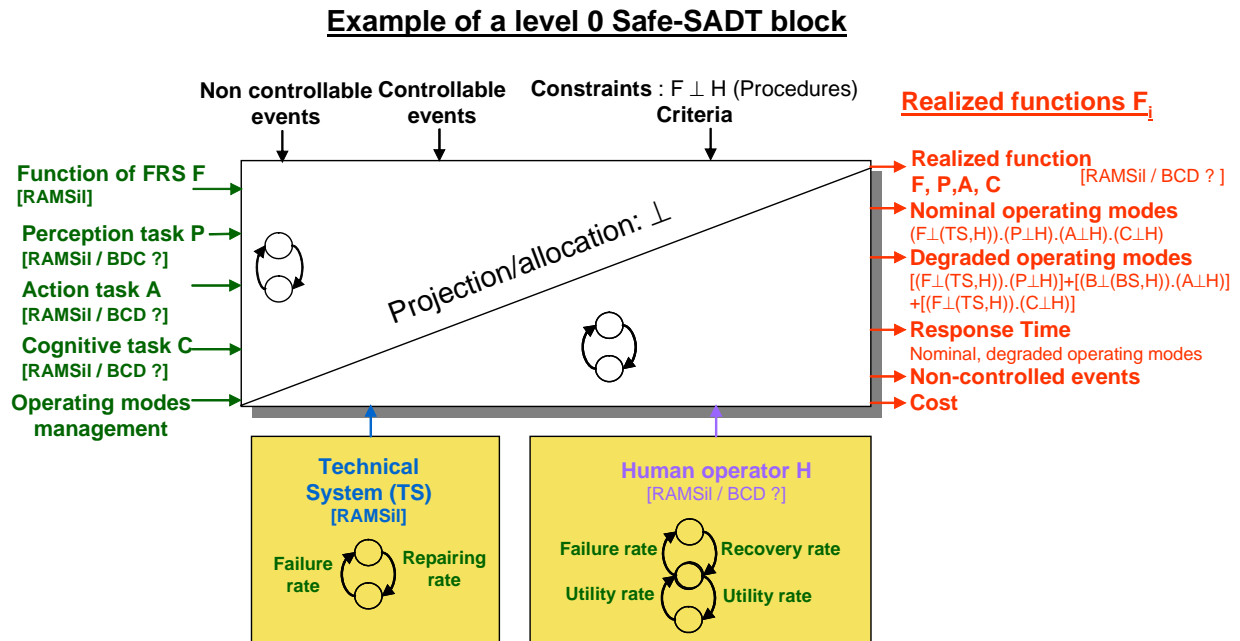 Example of a level 0 Safe-SADT block
Non controllable
events
Controllable
events
Constraints : F ⊥ H (Procedures)
Criteria
Realized functions Fi
Function of FRS F
[RAMSil]
Perception task P
[RAMSil / BDC ?]
Action task A
[RAMSil / BCD ?]
Cognitive task C
[RAMSil / BCD ?]
Operating modes
management
Projection/allocation: ⊥
Realized function
F, P,A, C
[RAMSil / BCD ? ]
Nominal operating modes
(F⊥(TS,H)).(P⊥H).(A⊥H).(C⊥H)
Degraded operating modes
[(F⊥(TS,H)).(P⊥H)]+[(B⊥(BS,H)).(A⊥H)]
+[(F⊥(TS,H)).(C⊥H)]
Response Time
Nominal, degraded operating modes
Non-controlled events
Cost
Technical
System (TS)
[RAMSil]
Failure
rate
Repairing
rate
Human operator H
[RAMSil / BCD ?]
Failure rate
Recovery rate
Utility rate
Utility rate